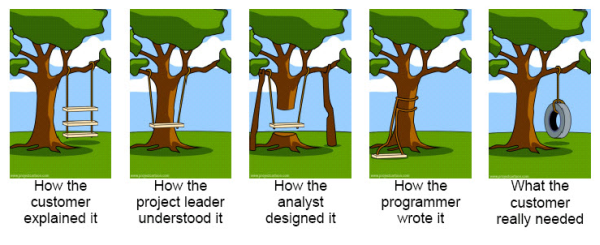 How the
customer
explained it
How the
project leader
understood it
How the
analyst
designed it
How the
programmer
wrote it
What the
customer
really needed